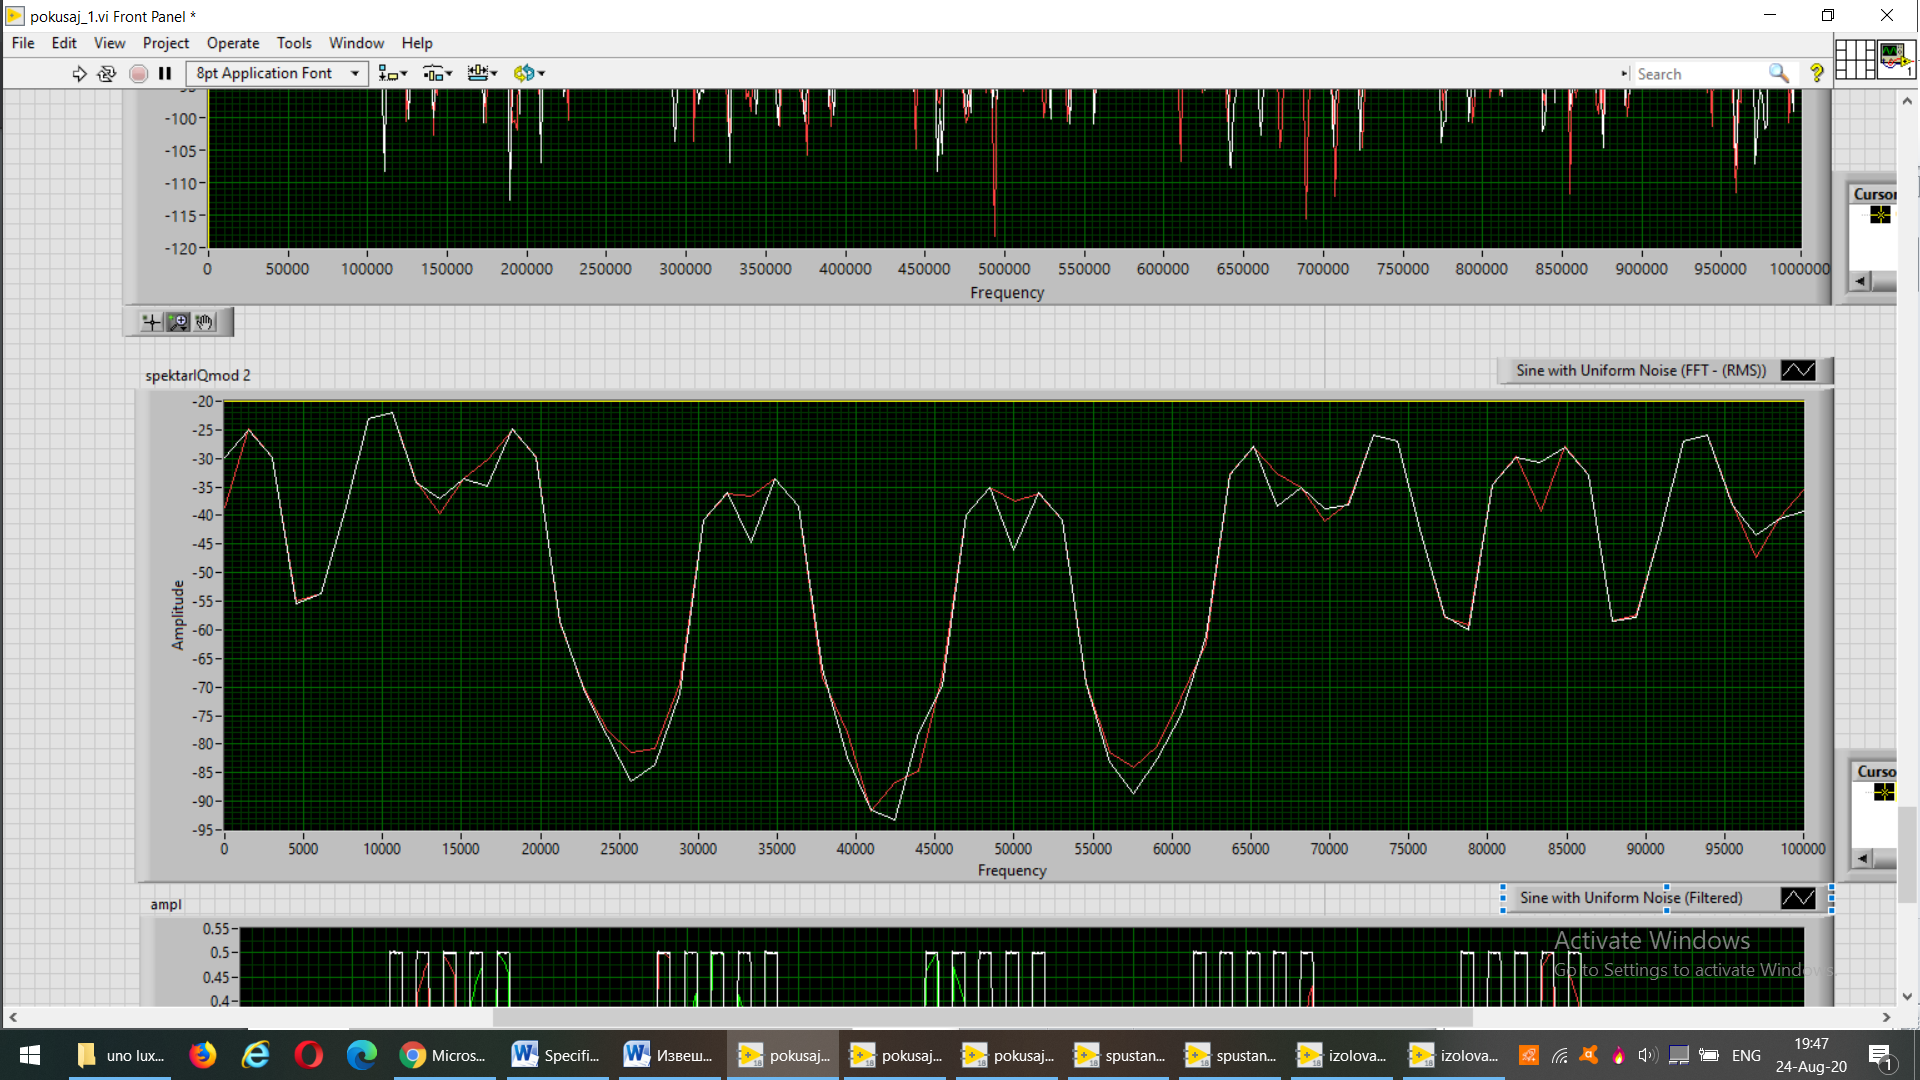 pokusaj_1.vi Front Panel *
File Edit View Project Operate Tools Window Help
8pt Application Font
Search
1
-100
-105
-110
-115
-120
0 50000 100000 150000 200000 250000 300000 350000 400000 450000 500000 550000 600000 650000 700000 750000 800000 850000 900000 950000 1000000
Frequency
Cursor
spektarIQmod 2
Sine with Uniform Noise (FFT - (RMS))
-20
-25
-30
-35
-40
-45
-50
-55
-60
-65
-70
-75
-80
-85
-90
-95
Amplitude
0 5000 10000 15000 20000 25000 30000 35000 40000 45000 50000 55000 60000 65000 70000 75000 80000 85000 90000 95000 100000
Frequency
Curso
ampl
Sine with Uniform Noise (Filtered)
0.55
0.5
0.45
0.4
Activate Windows
Go to Settings to activate Windows.
uno lux... Micros... Specifi... Извеш... pokusaj... pokusaj... pokusaj... spustan... spustan... izolova... izolova...
ENG
19:47
24-Aug-20
1